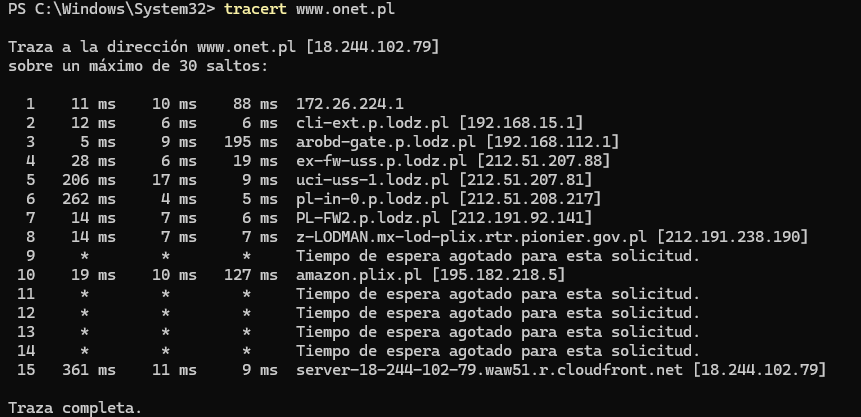 PS C:\Windows\System32> tracert www.onet.pl
Traza a la dirección www.onet.pl [18.244.102.79]
sobre un máximo de 30 saltos:
1 11 ms 10 ms 88 ms 172.26.224.1
2 12 ms 6 ms 6 ms cli-ext.p.lodz.pl [192.168.15.1]
3 5 ms 9 ms 195 ms arobd-gate.p.lodz.pl [192.168.112.1]
4 28 ms 6 ms 19 ms ex-fw-uss.p.lodz.pl [212.51.207.88]
5 206 ms 17 ms 9 ms uci-uss-1.lodz.pl [212.51.207.81]
6 262 ms 4 ms 5 ms pl-in-0.p.lodz.pl [212.51.208.217]
7 14 ms 7 ms 6 ms PL-FW2.p.lodz.pl [212.191.92.141]
8 14 ms 7 ms 7 ms z-LODMAN.mx-lod-plix.rtr.pionier.gov.pl [212.191.238.190]
9 * * * Tiempo de espera agotado para esta solicitud.
10 19 ms 10 ms 127 ms amazon.plix.pl [195.182.218.5]
11 * * * Tiempo de espera agotado para esta solicitud.
12 * * * Tiempo de espera agotado para esta solicitud.
13 * * * Tiempo de espera agotado para esta solicitud.
14 * * * Tiempo de espera agotado para esta solicitud.
15 361 ms 11 ms 9 ms server-18-244-102-79.waw51.r.cloudfront.net [18.244.102.79]
Traza completa.